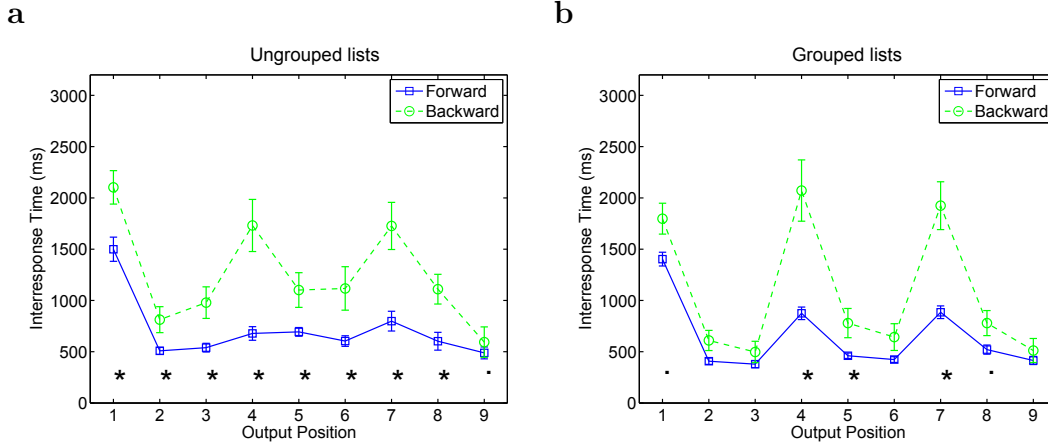 a
Ungrouped lists
Forward
Backward
3000
2500
2000
1500
1000
500
0
Interresponse Time (ms)
* * * * * * * * ·
1 2 3 4 5 6 7 8 9
Output Position
b
Grouped lists
Forward
Backward
3000
2500
2000
1500
1000
500
0
Interresponse Time (ms)
· * * * ·
1 2 3 4 5 6 7 8 9
Output Position